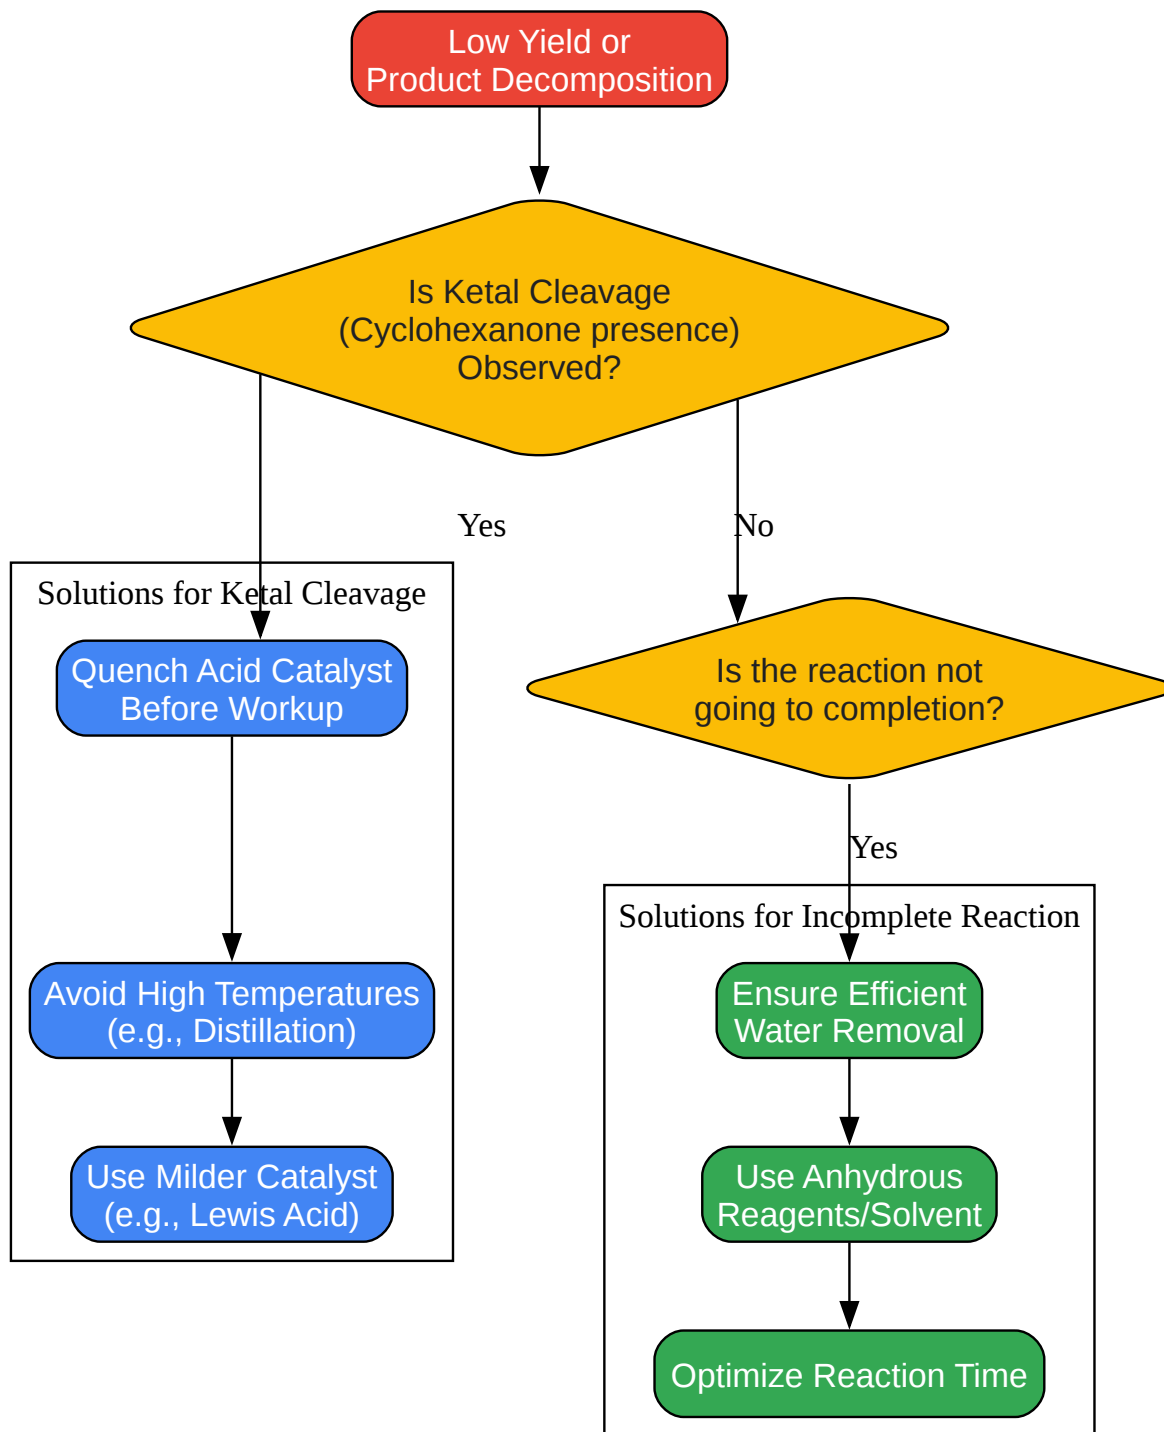 Low Yield or
Product Decomposition
Is Ketal Cleavage
(Cyclohexanone presence)
Observed?
Yes
No
Solutions for Ketal Cleavage
Quench Acid Catalyst
Before Workup
Avoid High Temperatures
(e.g., Distillation)
Use Milder Catalyst
(e.g., Lewis Acid)
Is the reaction not
going to completion?
Yes
Solutions for Incomplete Reaction
Ensure Efficient
Water Removal
Use Anhydrous
Reagents/Solvent
Optimize Reaction Time